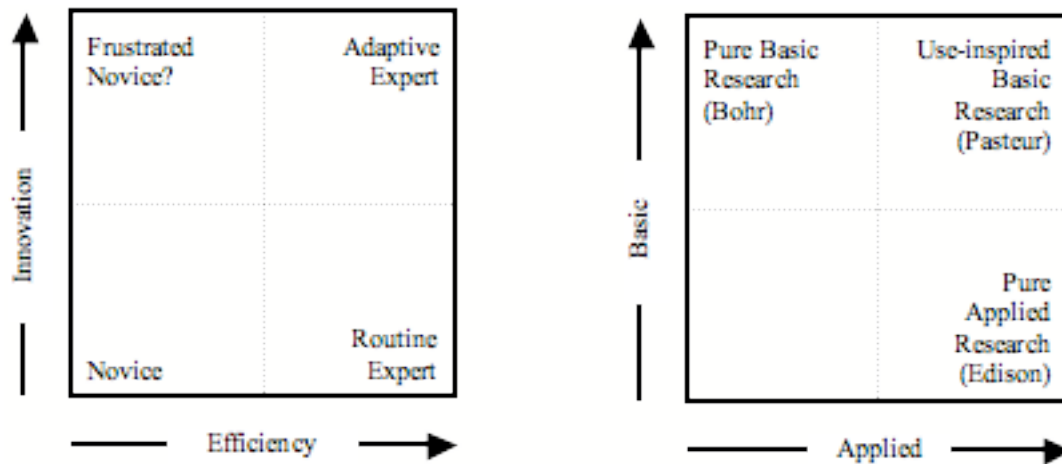 Frustrated
Novice?
Adaptive
Expert
Innovation
Novice
Routine
Expert
Efficiency
Pure Basic
Research
(Bohr)
Use-inspired
Basic
Research
(Pasteur)
Basic
Pure
Applied
Research
(Edison)
Applied